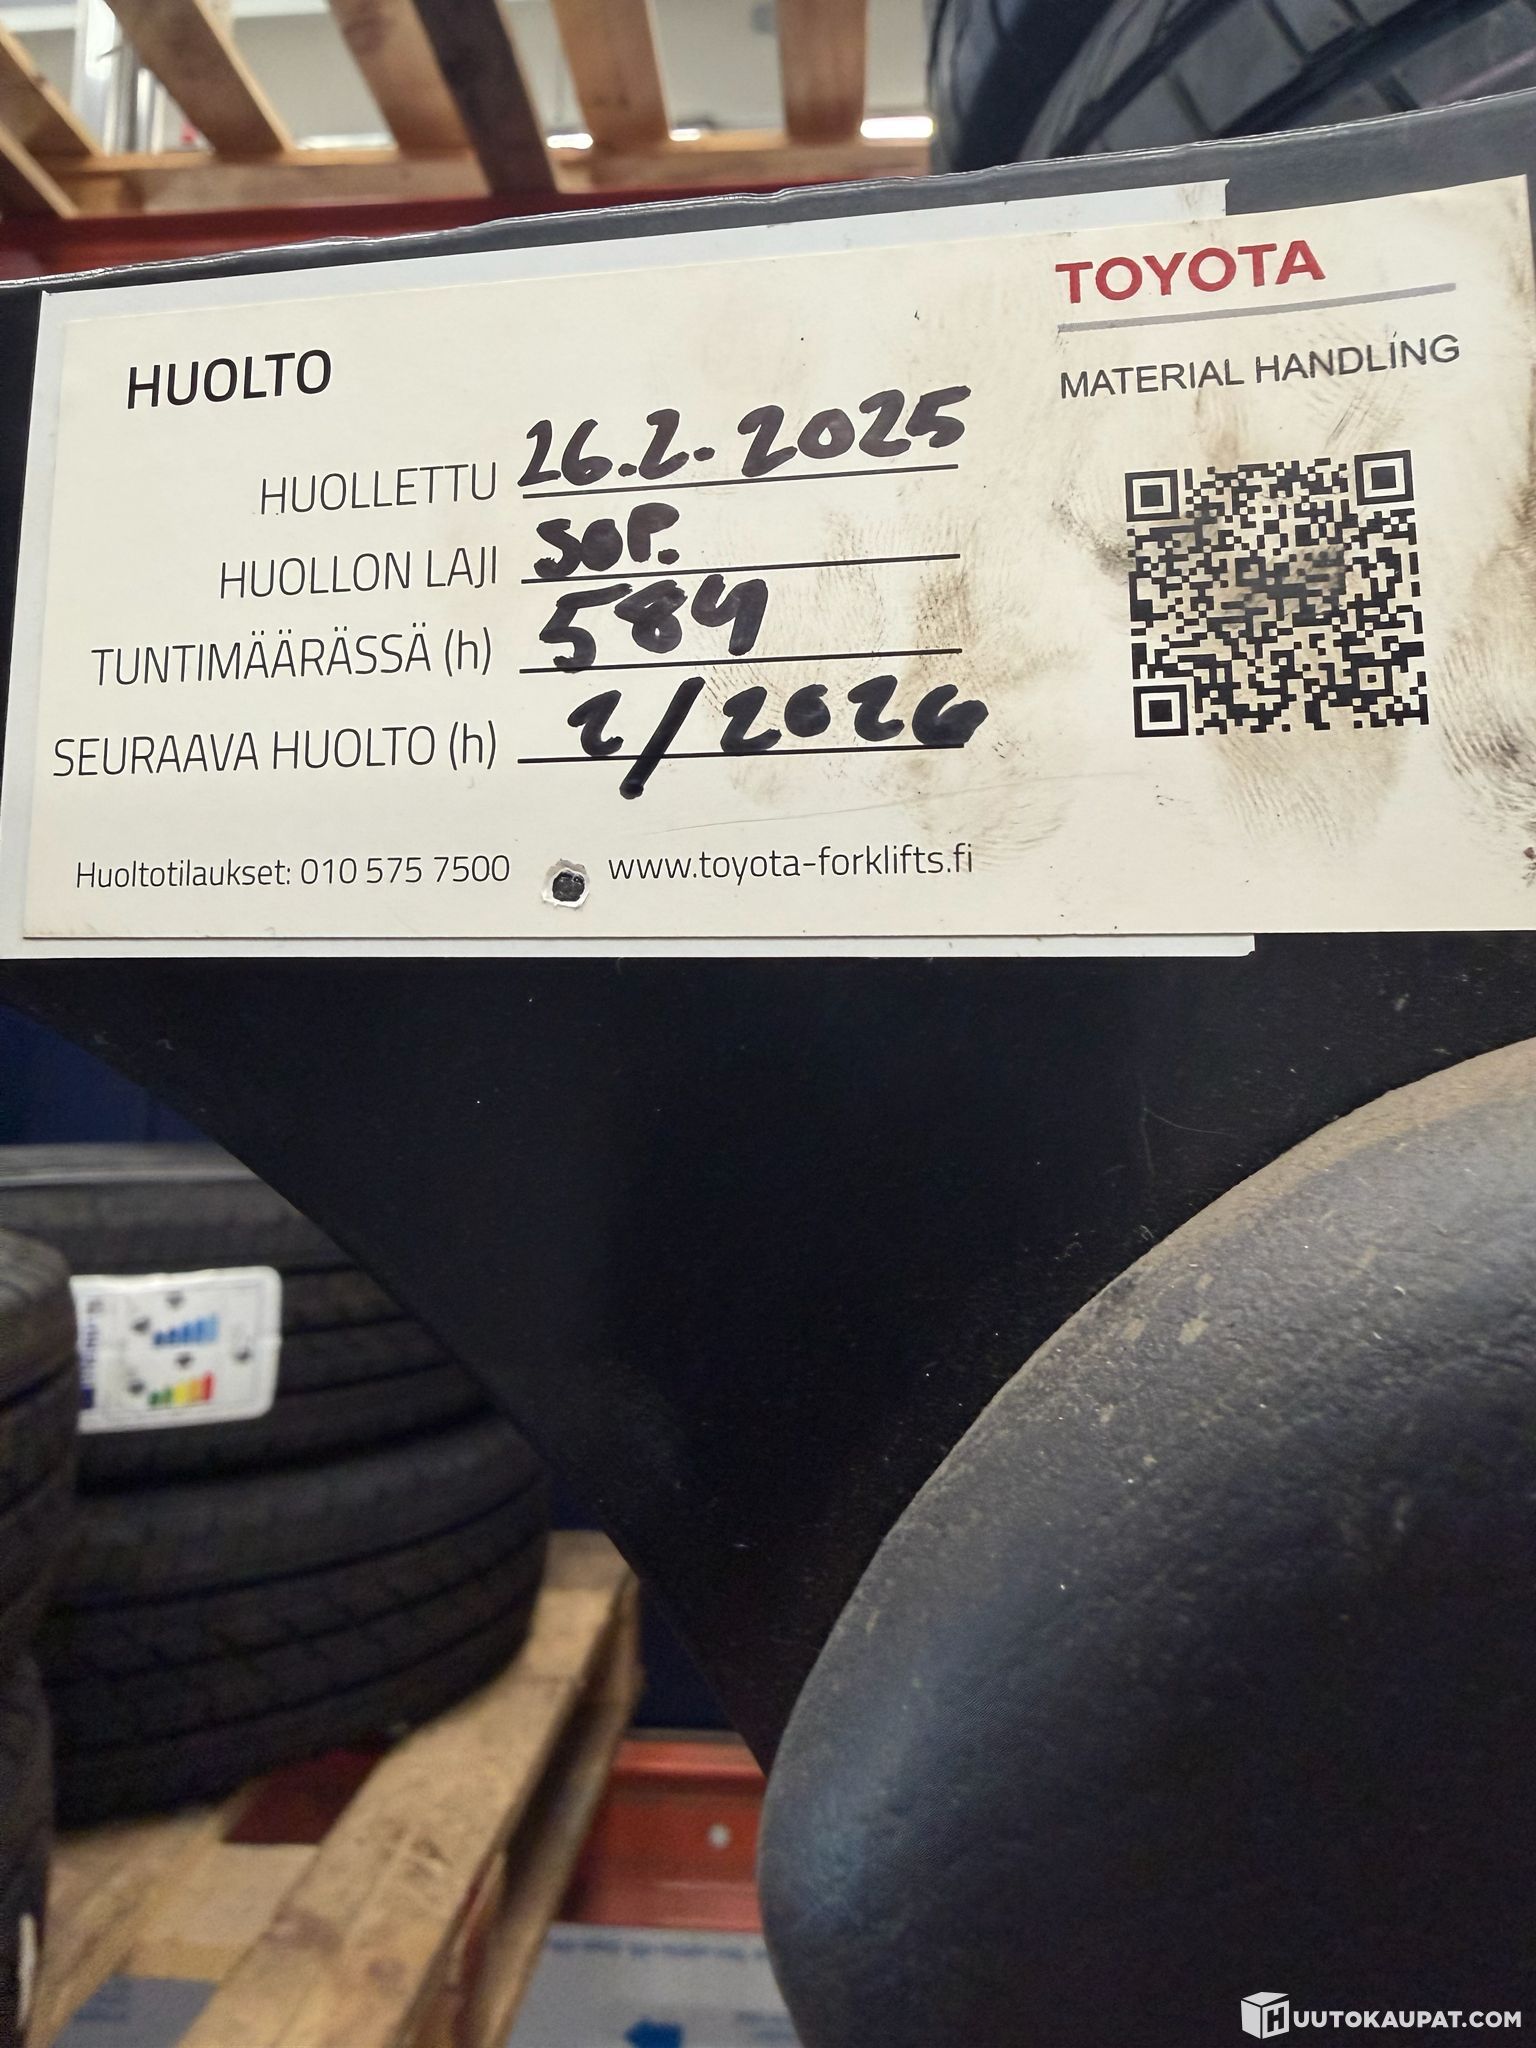 TOYOTA
MATERIAL HANDLING
HUOLTO
HUOLLETTU 26.2.2025
HUOLLON LAJI SOP.
TUNTIMÄÄRÄSSÄ (h) 584
SEURAAVA HUOLTO (h) 2/2026
Huoltotilaukset: 010 575 7500 www.toyota-forklifts.fi
HUUTOKAUPAT.COM